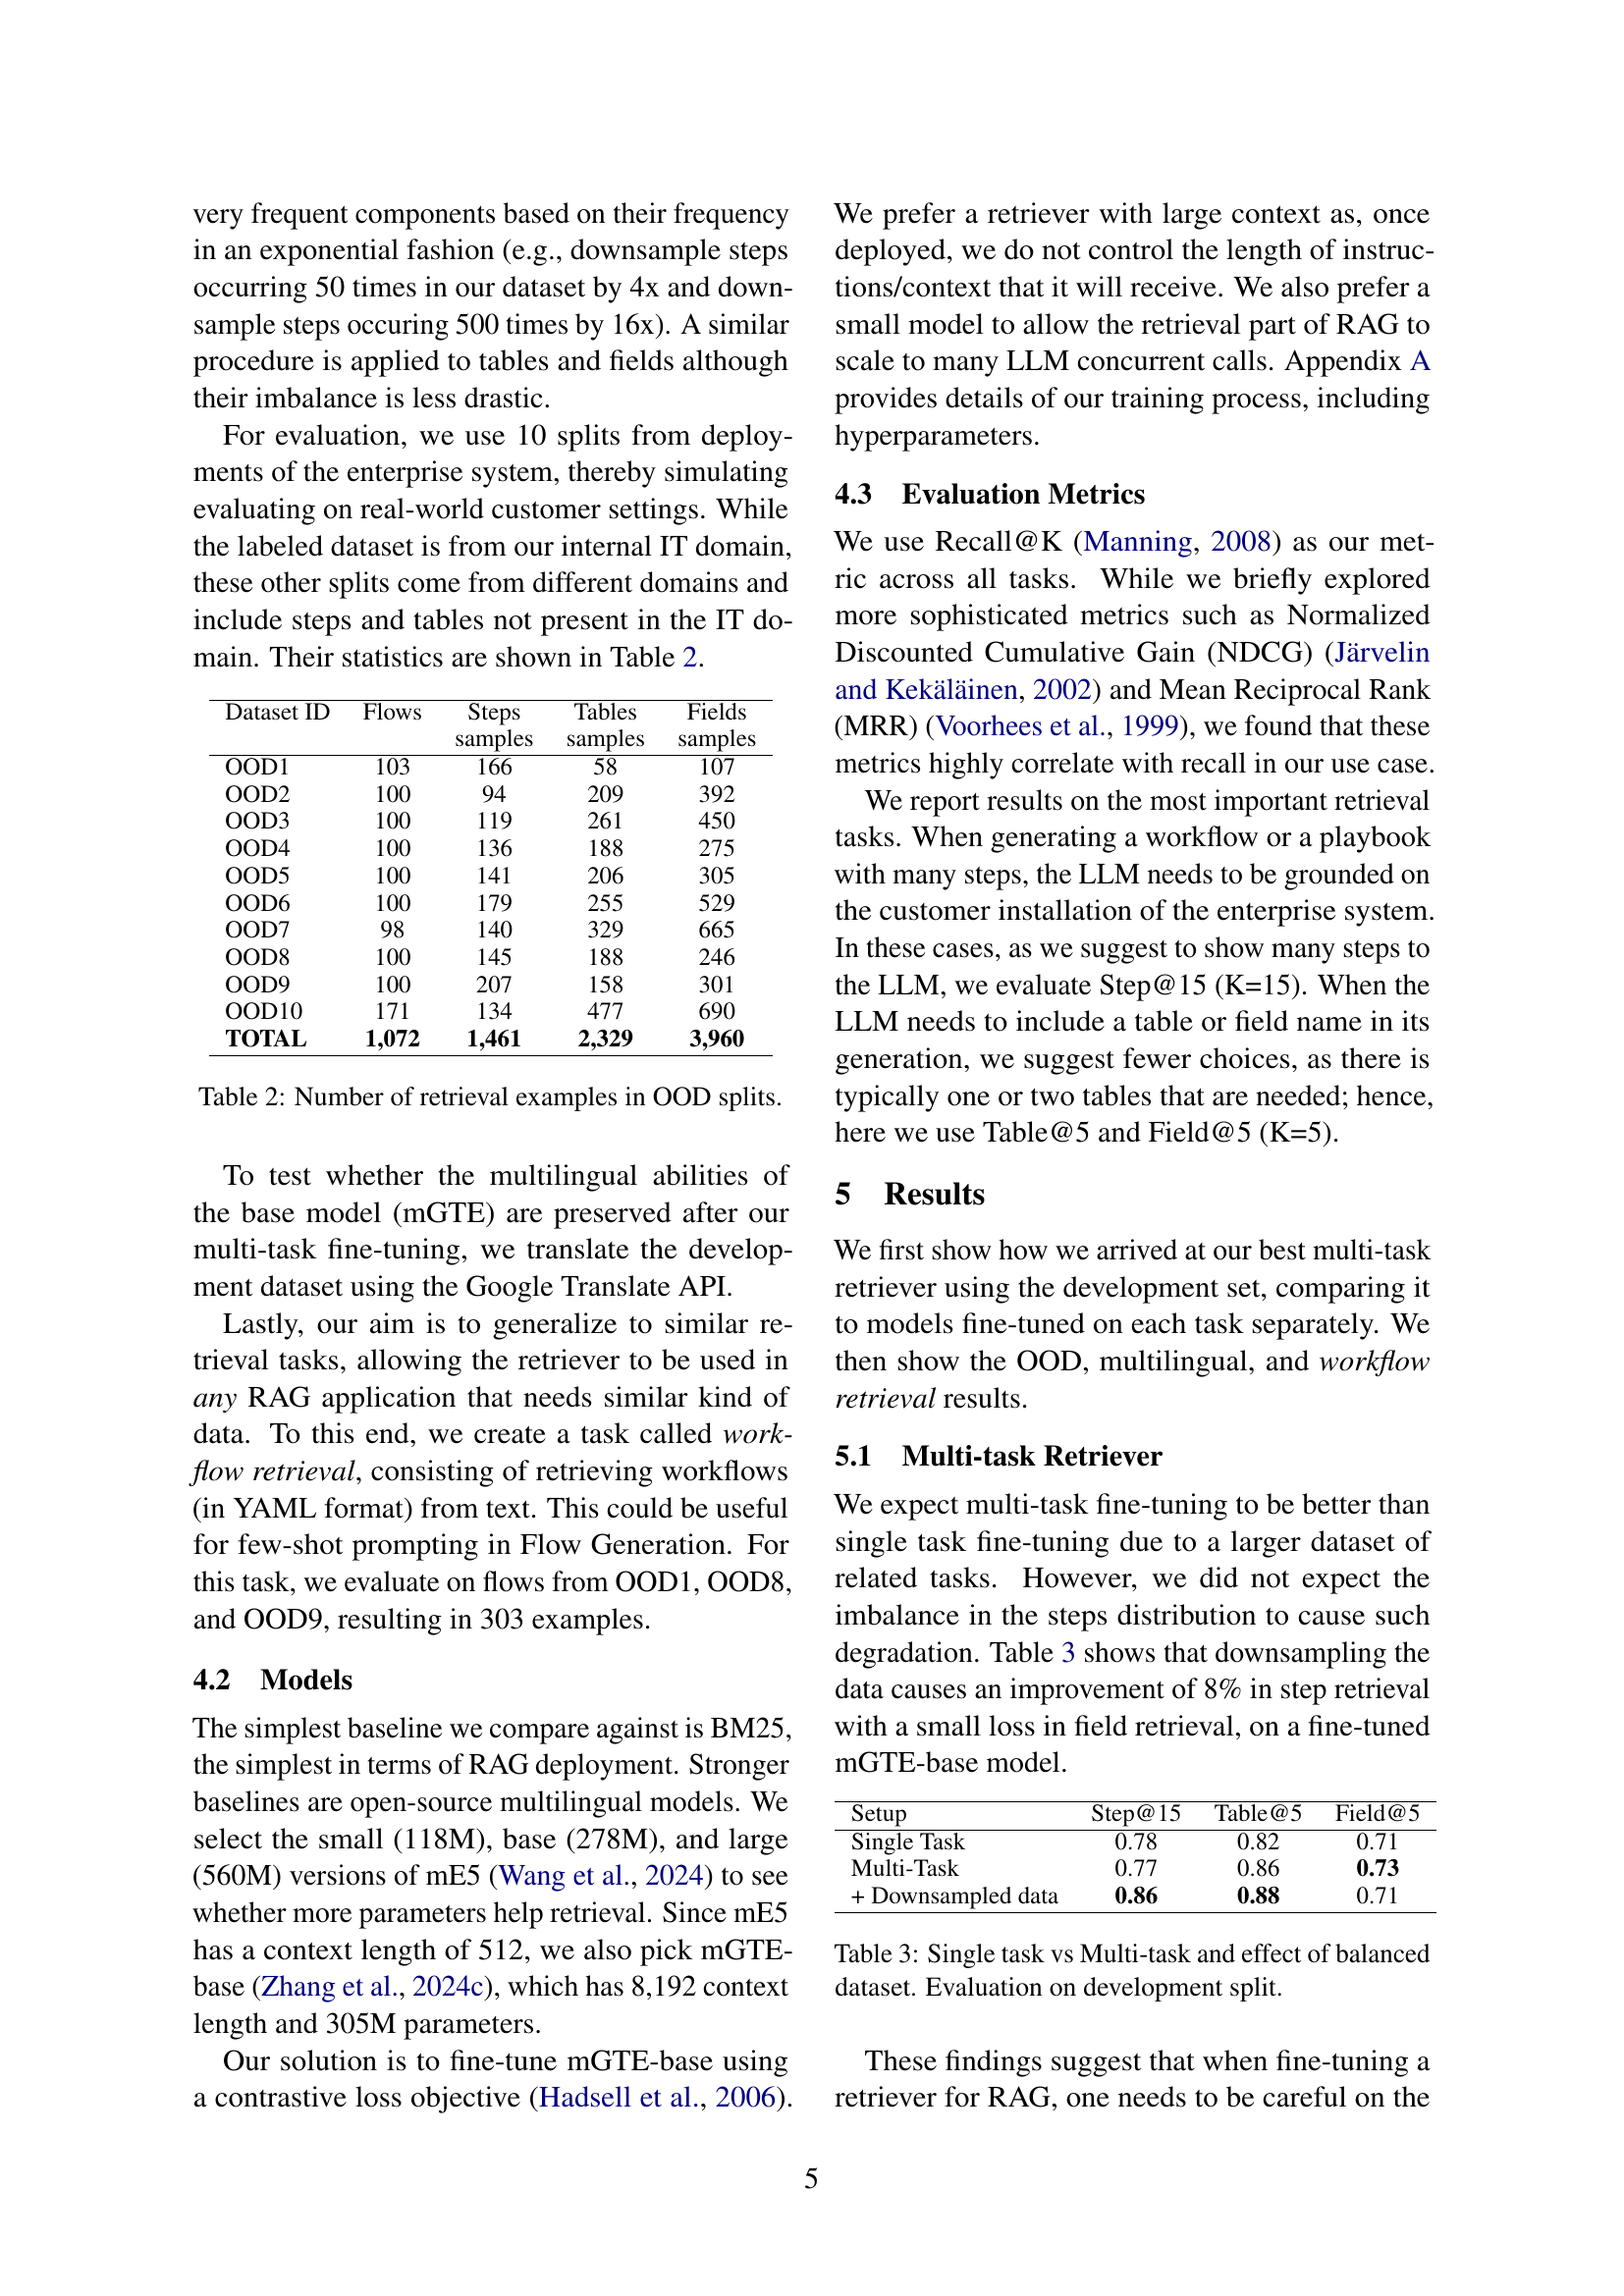 very frequent components based on their frequency
in an exponential fashion (e.g., downsample steps
occurring 50 times in our dataset by 4x and down-
sample steps occuring 500 times by 16x). A similar
procedure is applied to tables and fields although
their imbalance is less drastic.
For evaluation, we use 10 splits from deploy-
ments of the enterprise system, thereby simulating
evaluating on real-world customer settings. While
the labeled dataset is from our internal IT domain,
these other splits come from different domains and
include steps and tables not present in the IT do-
main. Their statistics are shown in Table 2.
Dataset ID Flows Steps Tables Fields
samples samples samples
OOD1 103 166 58 107
OOD2 100 94 209 392
OOD3 100 119 261 450
OOD4 100 136 188 275
OOD5 100 141 206 305
OOD6 100 179 255 529
OOD7 98 140 329 665
OOD8 100 145 188 246
OOD9 100 207 158 301
OOD10 171 134 477 690
TOTAL 1,072 1,461 2,329 3,960
Table 2: Number of retrieval examples in OOD splits.
To test whether the multilingual abilities of
the base model (mGTE) are preserved after our
multi-task fine-tuning, we translate the develop-
ment dataset using the Google Translate API.
Lastly, our aim is to generalize to similar re-
trieval tasks, allowing the retriever to be used in
any RAG application that needs similar kind of
data. To this end, we create a task called work-
flow retrieval, consisting of retrieving workflows
(in YAML format) from text. This could be useful
for few-shot prompting in Flow Generation. For
this task, we evaluate on flows from OOD1, OOD8,
and OOD9, resulting in 303 examples.
4.2 Models
The simplest baseline we compare against is BM25,
the simplest in terms of RAG deployment. Stronger
baselines are open-source multilingual models. We
select the small (118M), base (278M), and large
(560M) versions of mE5 (Wang et al., 2024) to see
whether more parameters help retrieval. Since mE5
has a context length of 512, we also pick mGTE-
base (Zhang et al., 2024c), which has 8,192 context
length and 305M parameters.
Our solution is to fine-tune mGTE-base using
a contrastive loss objective (Hadsell et al., 2006).
We prefer a retriever with large context as, once
deployed, we do not control the length of instruc-
tions/context that it will receive. We also prefer a
small model to allow the retrieval part of RAG to
scale to many LLM concurrent calls. Appendix A
provides details of our training process, including
hyperparameters.
4.3 Evaluation Metrics
We use Recall@K (Manning, 2008) as our met-
ric across all tasks. While we briefly explored
more sophisticated metrics such as Normalized
Discounted Cumulative Gain (NDCG) (Järvelin
and Kekäläinen, 2002) and Mean Reciprocal Rank
(MRR) (Voorhees et al., 1999), we found that these
metrics highly correlate with recall in our use case.
We report results on the most important retrieval
tasks. When generating a workflow or a playbook
with many steps, the LLM needs to be grounded on
the customer installation of the enterprise system.
In these cases, as we suggest to show many steps to
the LLM, we evaluate Step@15 (K=15). When the
LLM needs to include a table or field name in its
generation, we suggest fewer choices, as there is
typically one or two tables that are needed; hence,
here we use Table@5 and Field@5 (K=5).
5 Results
We first show how we arrived at our best multi-task
retriever using the development set, comparing it
to models fine-tuned on each task separately. We
then show the OOD, multilingual, and workflow
retrieval results.
5.1 Multi-task Retriever
We expect multi-task fine-tuning to be better than
single task fine-tuning due to a larger dataset of
related tasks. However, we did not expect the
imbalance in the steps distribution to cause such
degradation. Table 3 shows that downsampling the
data causes an improvement of 8% in step retrieval
with a small loss in field retrieval, on a fine-tuned
mGTE-base model.
Setup Step@15 Table@5 Field@5
Single Task 0.78 0.82 0.71
Multi-Task 0.77 0.86 0.73
+ Downsampled data 0.86 0.88 0.71
Table 3: Single task vs Multi-task and effect of balanced
dataset. Evaluation on development split.
These findings suggest that when fine-tuning a
retriever for RAG, one needs to be careful on the
5